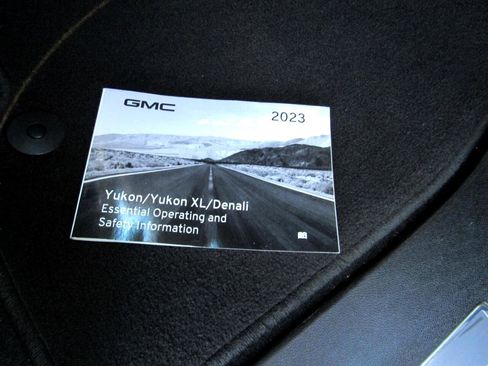 GMC
2023
Yukon/Yukon XL/Denali
Essential Operating and
Safety Information